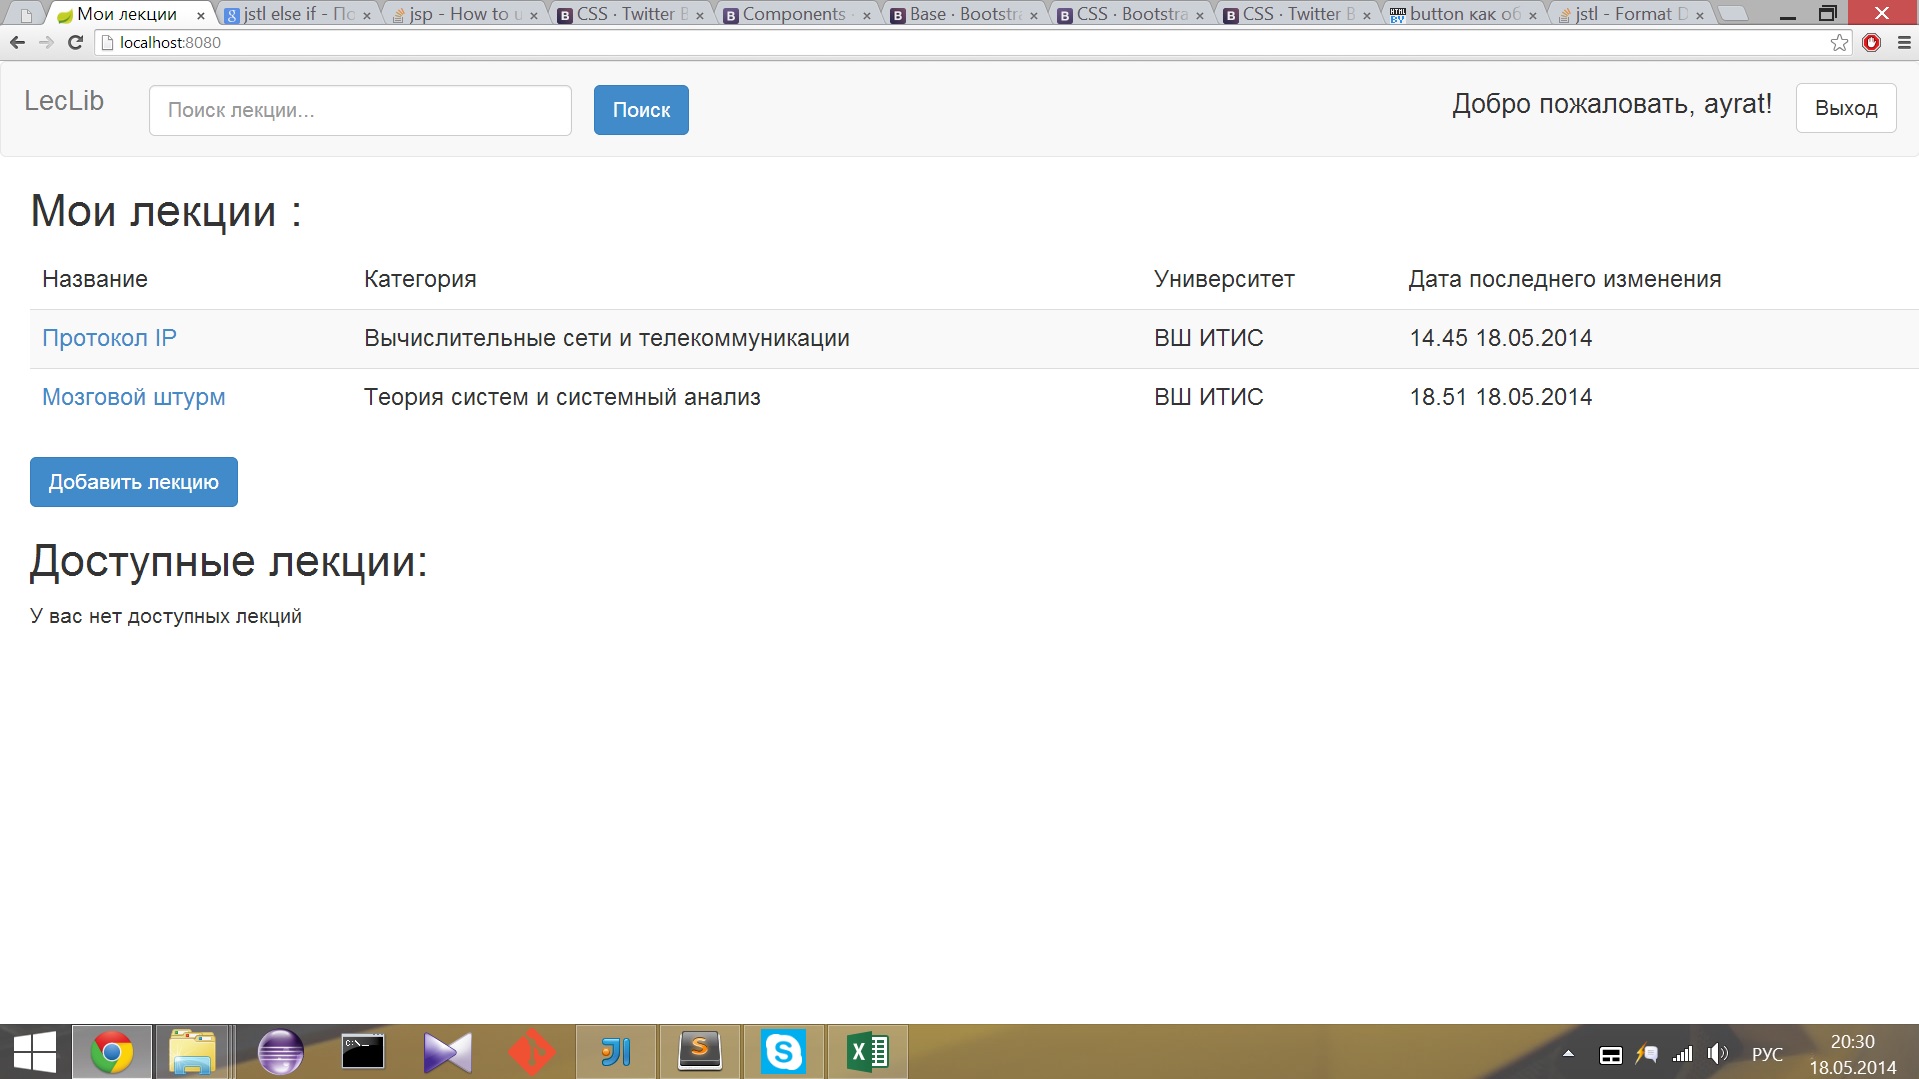 Мои лекции
jstl else if - По
jsp - How to u
CSS · Twitter B
Components ·
Base · Bootstra
CSS · Bootstra
CSS · Twitter B
button как об
jstl - Format D
localhost:8080
LecLib
Поиск лекции...
Поиск
Добро пожаловать, ayrat!
Выход
Мои лекции :
Название Категория Университет Дата последнего изменения
Протокол IP Вычислительные сети и телекоммуникации ВШ ИТИС 14.45 18.05.2014
Мозговой штурм Теория систем и системный анализ ВШ ИТИС 18.51 18.05.2014
Добавить лекцию
Доступные лекции:
У вас нет доступных лекций
РУС
20:30
18.05.2014